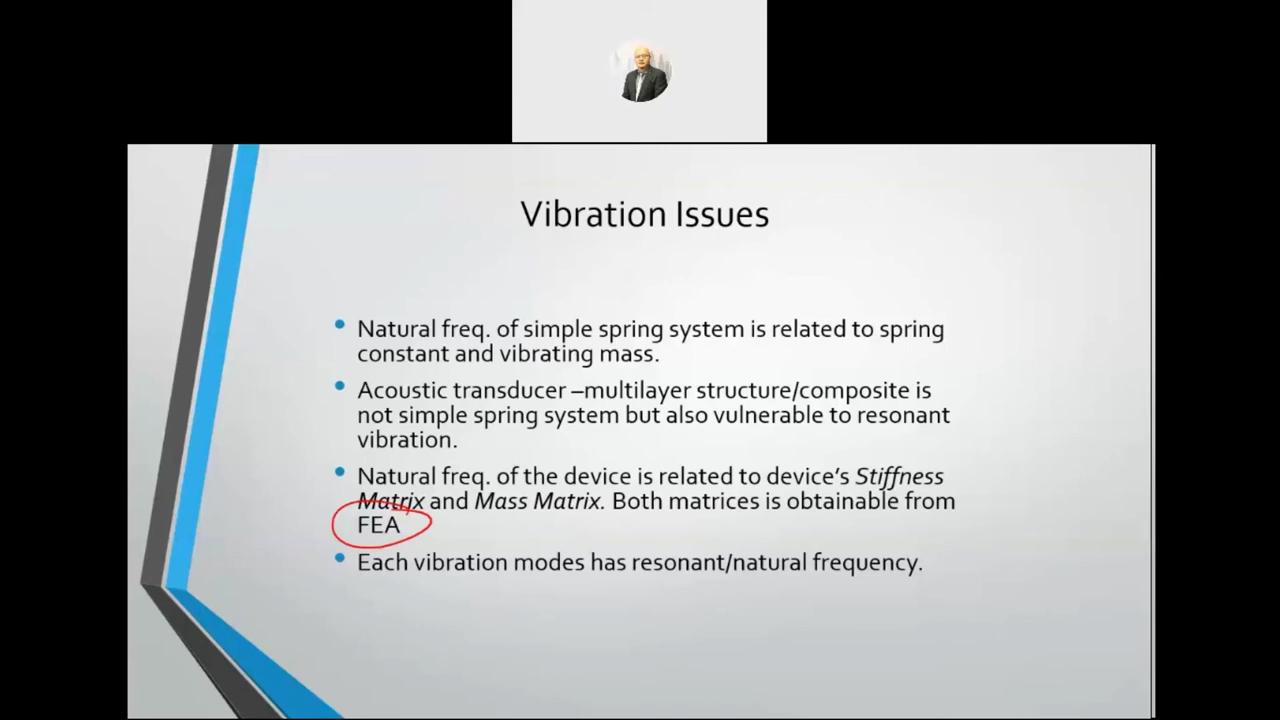 Vibration Issues
• Natural freq. of simple spring system is related to spring
constant and vibrating mass.
• Acoustic transducer –multilayer structure/composite is
not simple spring system but also vulnerable to resonant
vibration.
• Natural freq. of the device is related to device's Stiffness
Matrix and Mass Matrix. Both matrices is obtainable from
FEA
• Each vibration modes has resonant/natural frequency.